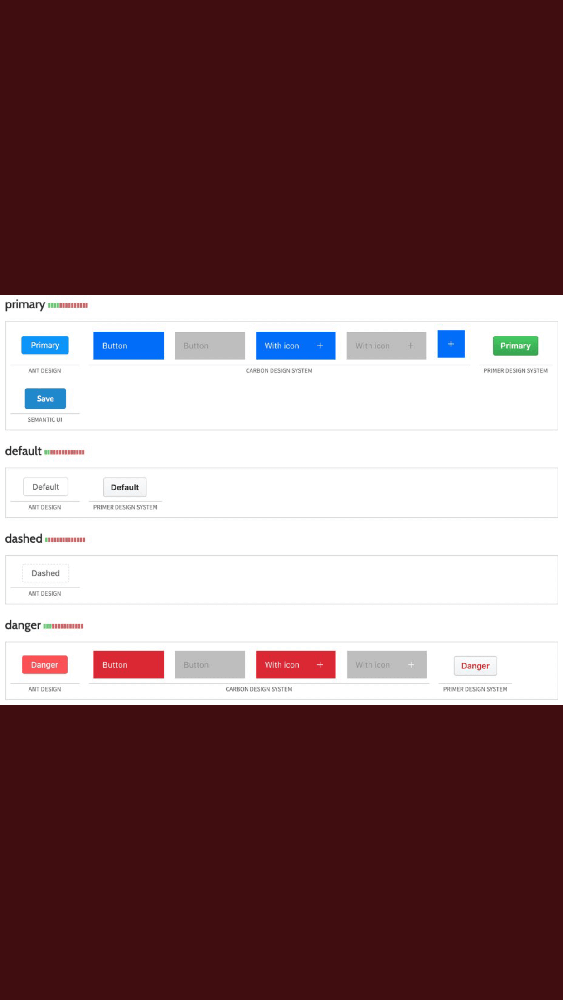 primary
Primary Button Button With icon + With icon + + Primary
ANT DESIGN CARBON DESIGN SYSTEM PRIMER DESIGN SYSTEM
Save
SEMANTIC UI
default
Default Default
ANT DESIGN PRIMER DESIGN SYSTEM
dashed
Dashed
ANT DESIGN
danger
Danger Button Button With icon + With icon + Danger
ANT DESIGN CARBON DESIGN SYSTEM PRIMER DESIGN SYSTEM